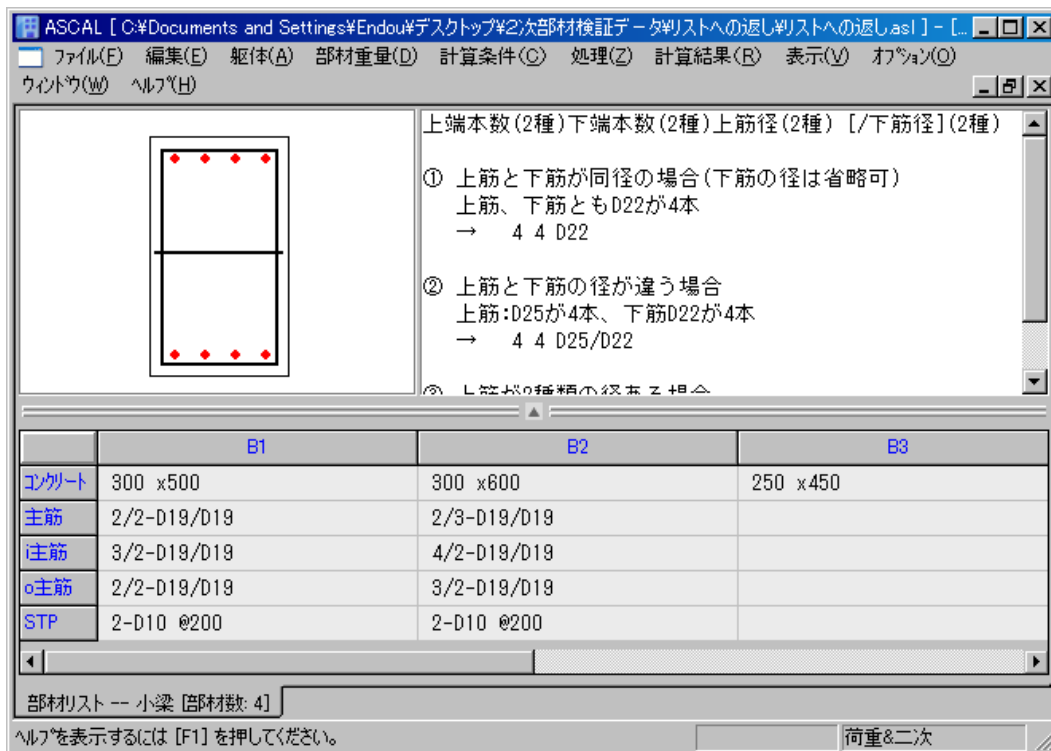 ASCAL [ C:¥Documents and Settings¥Endou¥デスクトップ¥2次部材検証データ¥リストへの返し¥リストへの返し.asl ] - [...
ファイル(F) 編集(E) 躯体(A) 部材重量(D) 計算条件(C) 処理(Z) 計算結果(R) 表示(V) オプション(O)
ウィンドウ(W) ヘルプ(H)
上端本数(2種)下端本数(2種)上筋径(2種) [/下筋径](2種)
① 上筋と下筋が同径の場合(下筋の径は省略可)
上筋、下筋ともD22が4本
→ 4 4 D22
② 上筋と下筋の径が違う場合
上筋:D25が4本、下筋D22が4本
→ 4 4 D25/D22
③ 上筋が2種類の径ある場合
B1 B2 B3
コンクリート 300 x500 300 x600 250 x450
主筋 2/2-D19/D19 2/3-D19/D19
i主筋 3/2-D19/D19 4/2-D19/D19
o主筋 2/2-D19/D19 3/2-D19/D19
STP 2-D10 @200 2-D10 @200
部材リスト -- 小梁 [部材数: 4]
ヘルプを表示するには [F1] を押してください。 荷重&二次